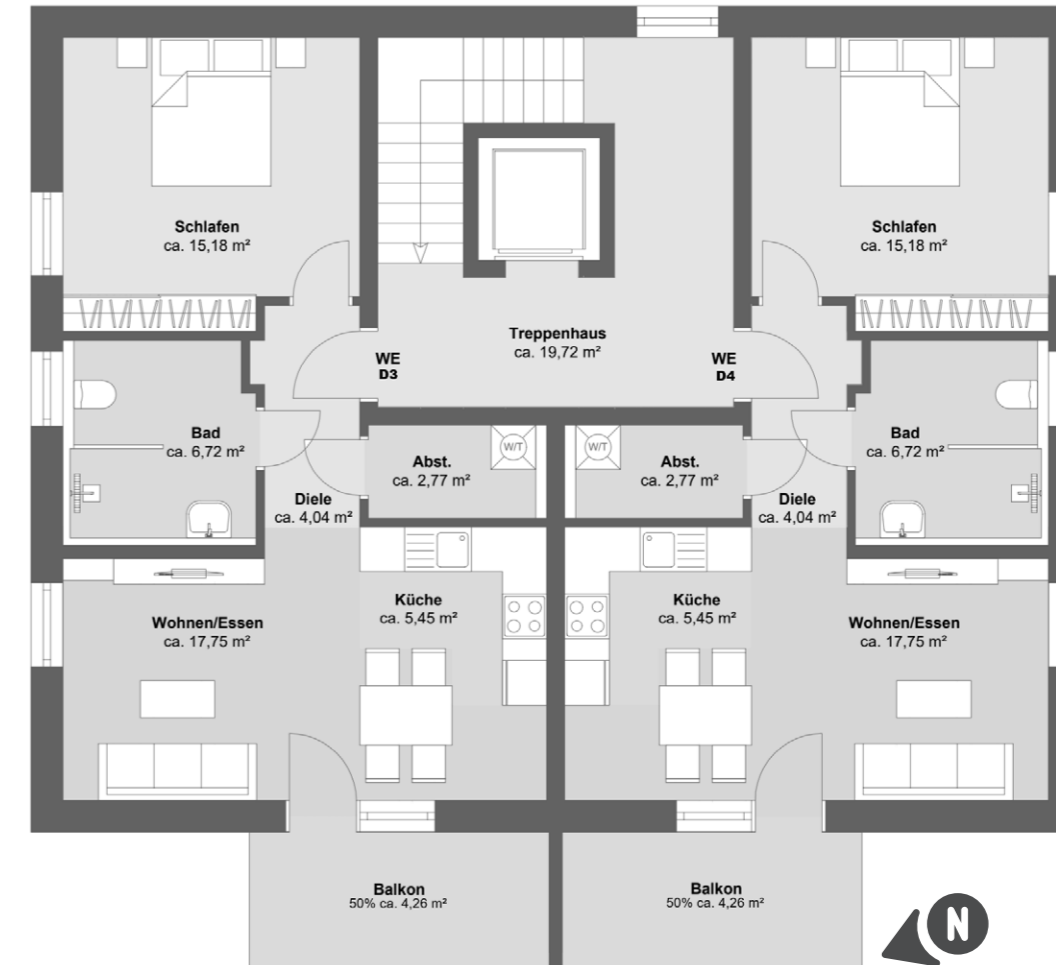 Schlafen
ca. 15,18 m²
Schlafen
ca. 15,18 m²
Treppenhaus
ca. 19,72 m²
WE
D3
WE
D4
Bad
ca. 6,72 m²
Abst.
ca. 2,77 m²
W/T
W/T
Abst.
ca. 2,77 m²
Bad
ca. 6,72 m²
Diele
ca. 4,04 m²
Diele
ca. 4,04 m²
Wohnen/Essen
ca. 17,75 m²
Küche
ca. 5,45 m²
Küche
ca. 5,45 m²
Wohnen/Essen
ca. 17,75 m²
Balkon
50% ca. 4,26 m²
Balkon
50% ca. 4,26 m²
N